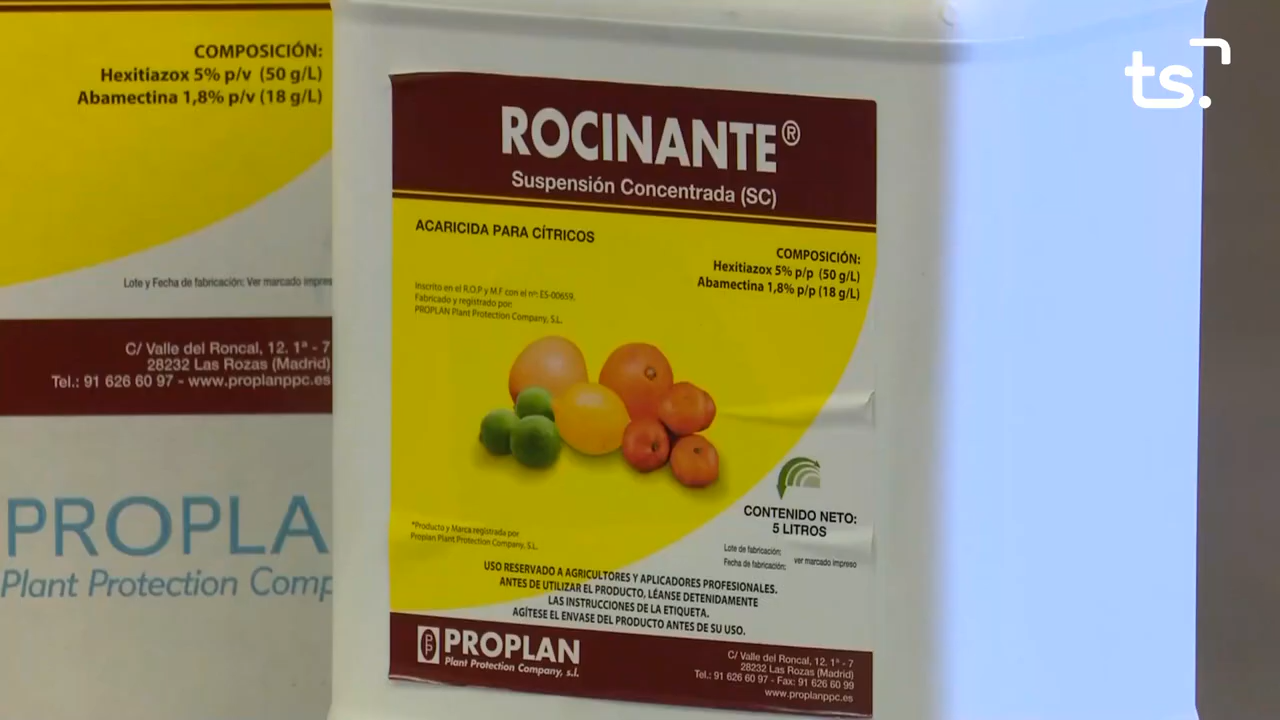 COMPOSICIÓN:
Hexitiazox 5% p/v (50 g/L)
Abamectina 1,8% p/v (18 g/L)
Lote y Fecha de fabricación: Ver marcado impres
C/ Valle del Roncal, 12. 1ª - 7
28232 Las Rozas (Madrid)
Tel.: 91 626 60 97 - www.proplanppc.es
PROPLA
Plant Protection Comp
ROCINANTE®
Suspensión Concentrada (SC)
ACARICIDA PARA CÍTRICOS
COMPOSICIÓN:
Hexitiazox 5% p/p (50 g/L)
Abamectina 1,8% p/p (18 g/L)
Inscrito en el R.O.P y M.F con el nº: ES-00659.
Fabricado y registrado por:
PROPLAN Plant Protection Company, S.L.
CONTENIDO NETO:
5 LITROS
Lote de fabricación:
Fecha de fabricación:
ver marcado impreso
*Producto y Marca registrada por
Proplan Plant Protection Company, S.L.
USO RESERVADO A AGRICULTORES Y APLICADORES PROFESIONALES.
ANTES DE UTILIZAR EL PRODUCTO, LÉANSE DETENIDAMENTE
LAS INSTRUCCIONES DE LA ETIQUETA.
AGÍTESE EL ENVASE DEL PRODUCTO ANTES DE SU USO.
PROPLAN
Plant Protection Company, s.l.
C/ Valle del Roncal, 12. 1ª - 7
28232 Las Rozas (Madrid)
Tel.: 91 626 60 97 - Fax: 91 626 60 99
www.proplanppc.es
ts.